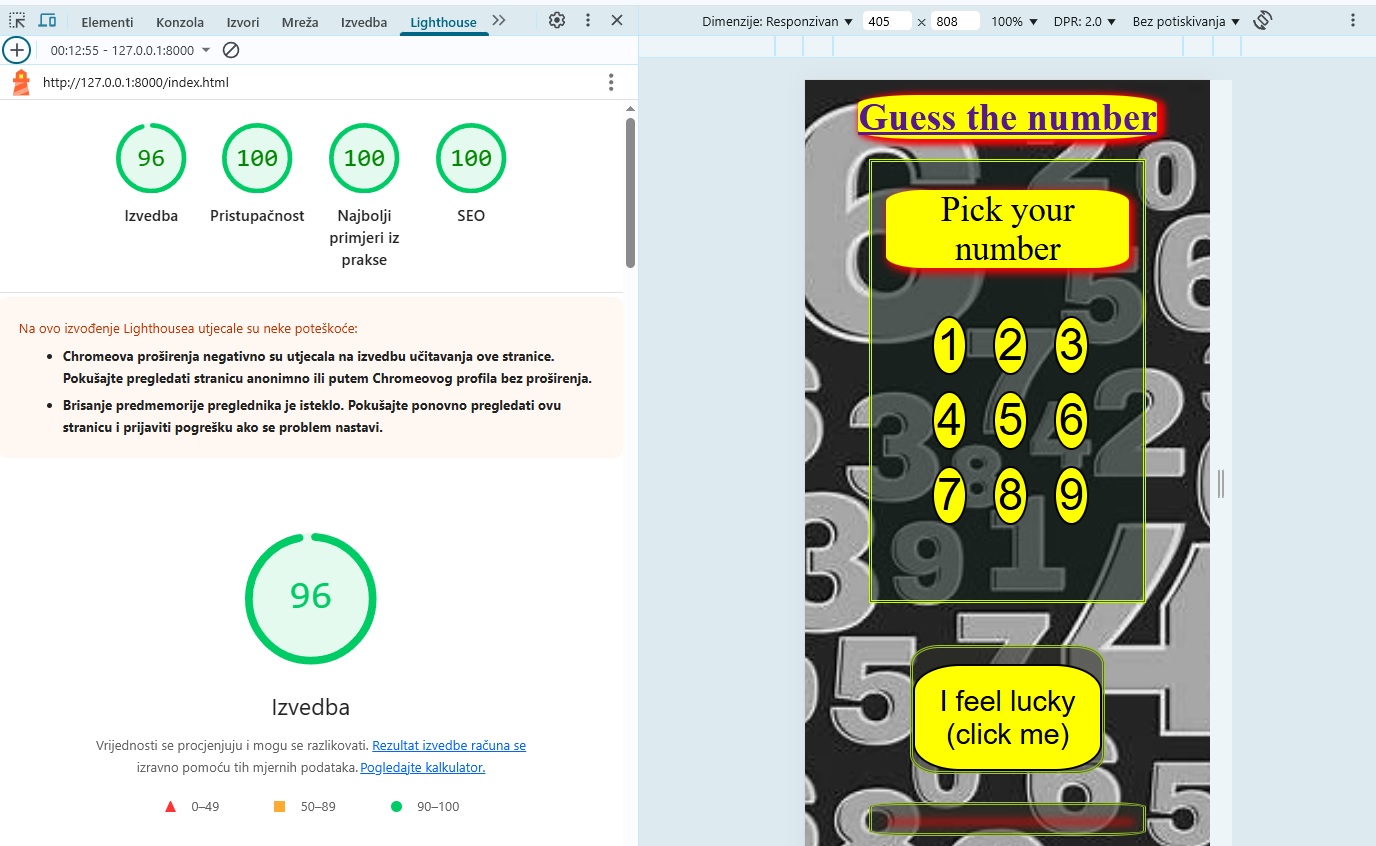 Elementi Konzola Izvori Mreža Izvedba Lighthouse
00:12:55 - 127.0.0.1:8000
http://127.0.0.1:8000/index.html
96 100 100 100
Izvedba Pristupačnost Najbolji primjeri iz prakse SEO
Na ovo izvođenje Lighthousea utjecale su neke poteškoće:
Chromeova proširenja negativno su utjecala na izvedbu učitavanja ove stranice.
Pokušajte pregledati stranicu anonimno ili putem Chromeovog profila bez proširenja.
Brisanje predmemorije preglednika je isteklo. Pokušajte ponovno pregledati ovu
stranicu i prijaviti pogrešku ako se problem nastavi.
96
Izvedba
Vrijednosti se procjenjuju i mogu se razlikovati. Rezultat izvedbe računa se
izravno pomoću tih mjernih podataka. Pogledajte kalkulator.
0–49 50–89 90–100
Dimenzije: Responzivan 405 × 808 100% DPR: 2.0 Bez potiskivanja
Guess the number
Pick your
number
1 2 3
4 5 6
7 8 9
I feel lucky
(click me)